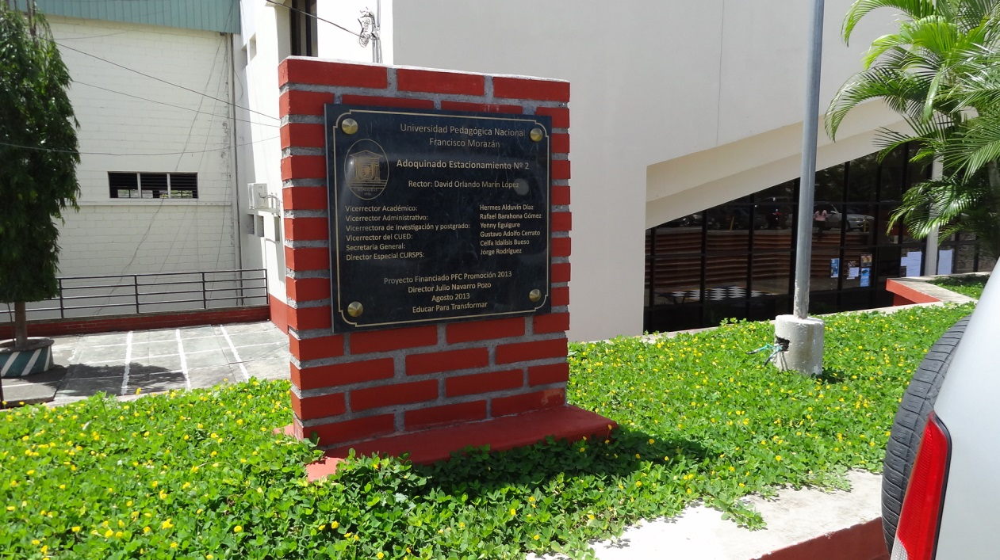 Universidad Pedagógica Nacional
Francisco Morazán
Adoquinado Estacionamiento Nº 2
Rector: David Orlando Marín López
Vicerrector Académico: Hermes Alduvín Díaz
Vicerrector Administrativo: Rafael Barahona Gómez
Vicerrectora de Investigación y postgrado: Yenny Eguigure
Vicerrector del CUED: Gustavo Adolfo Cerrato
Secretaria General: Celfa Idalisis Bueso
Director Especial CURSPS: Jorge Rodríguez
Proyecto Financiado PFC Promoción 2013
Director Julio Navarro Pozo
Agosto 2013
Educar Para Transformar